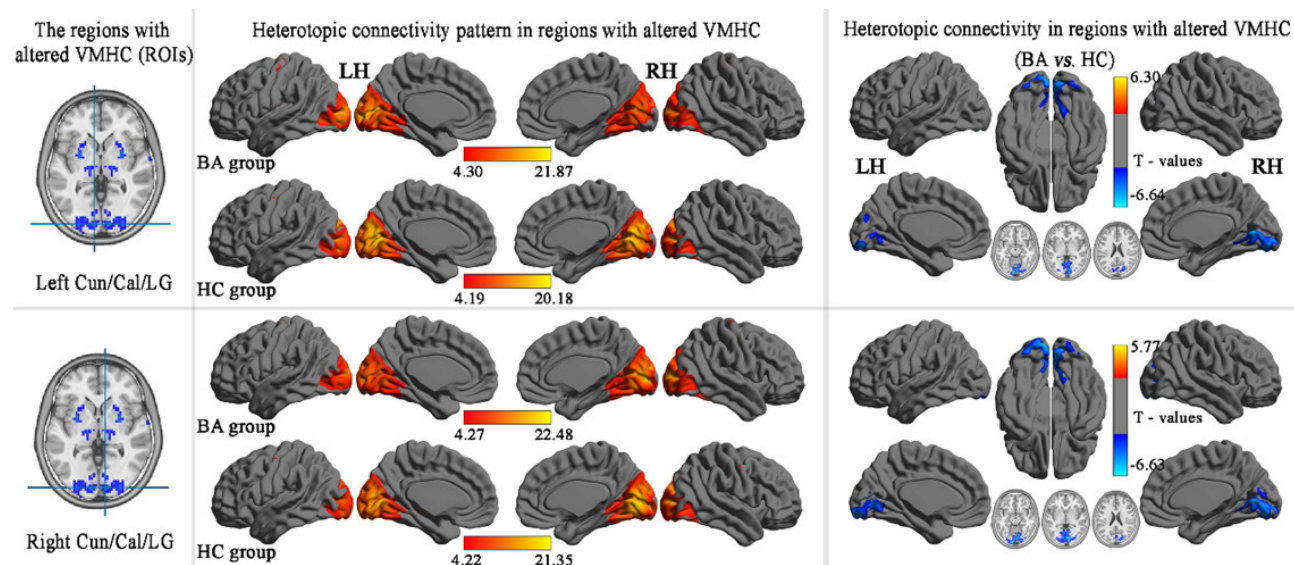 The regions with
altered VMHC (ROIs)
Heterotopic connectivity pattern in regions with altered VMHC
Heterotopic connectivity in regions with altered VMHC
(BA vs. HC)
LH
RH
BA group
4.30
21.87
HC group
4.19
20.18
Left Cun/Cal/LG
6.30
T - values
-6.64
LH
RH
BA group
4.27
22.48
HC group
4.22
21.35
Right Cun/Cal/LG
5.77
T - values
-6.63